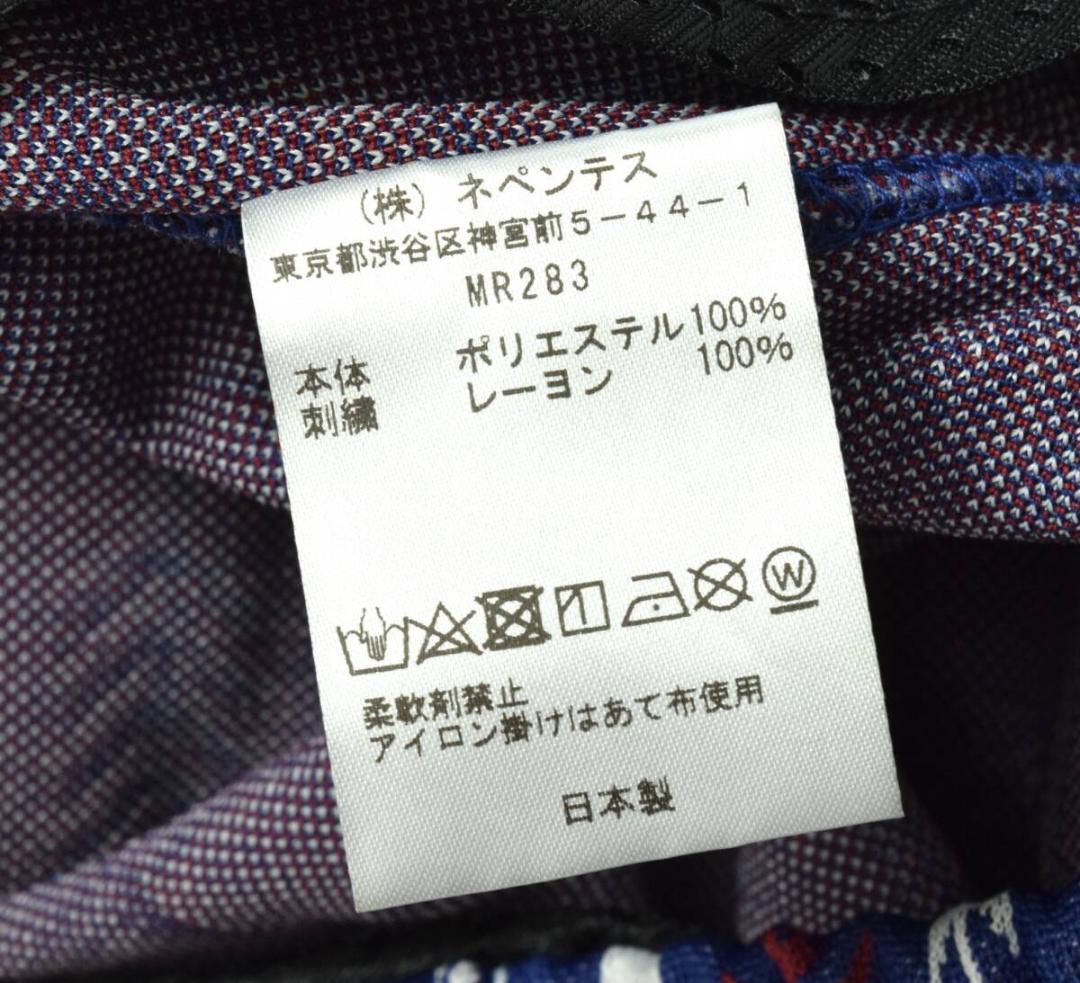 (株) ネペンテス
東京都渋谷区神宮前5-44-1
MR283
本体 ポリエステル100%
刺繍 レーヨン 100%
W
柔軟剤禁止
アイロン掛けはあて布使用
日本製